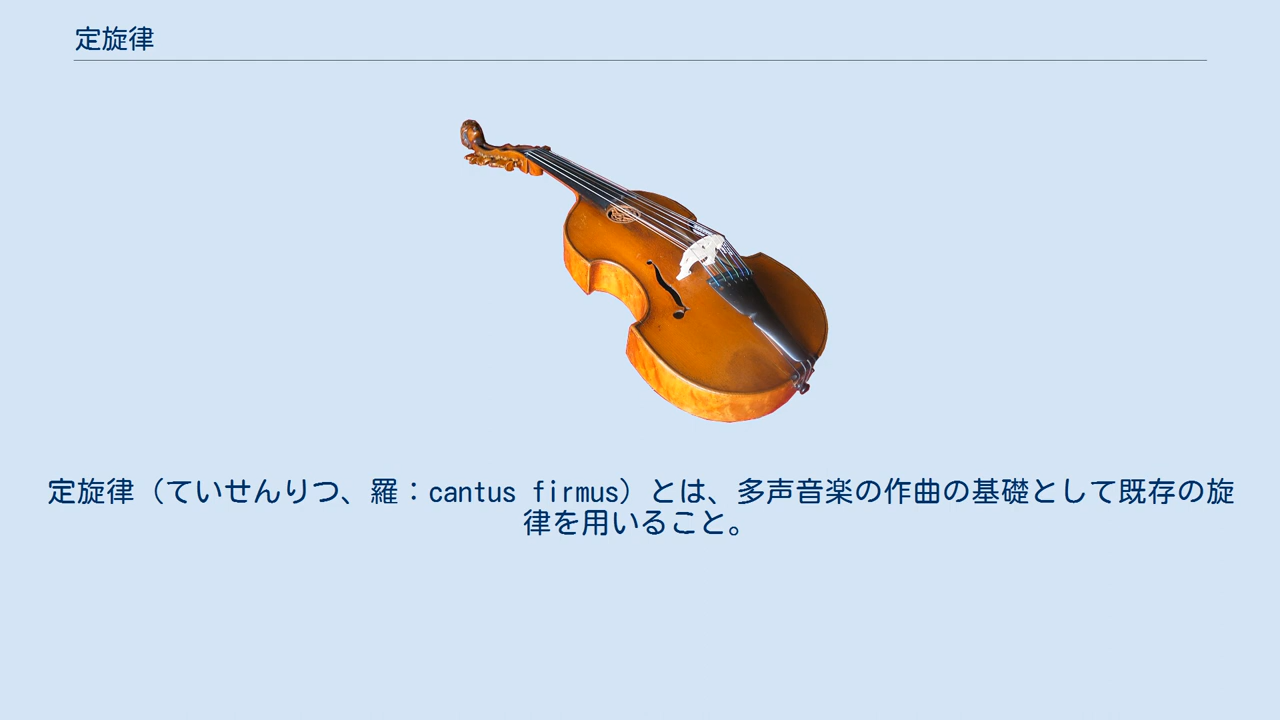 定旋律
定旋律（ていせんりつ、羅：cantus firmus）とは、多声音楽の作曲の基礎として既存の旋
律を用いること。